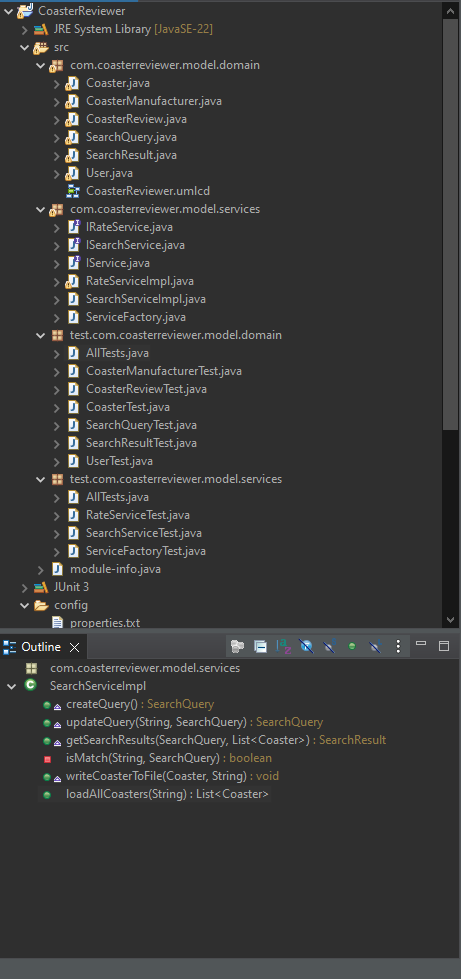 CoasterReviewer
JRE System Library [JavaSE-22]
src
com.coasterreviewer.model.domain
Coaster.java
CoasterManufacturer.java
CoasterReview.java
SearchQuery.java
SearchResult.java
User.java
CoasterReviewer.umlcd
com.coasterreviewer.model.services
IRateService.java
ISearchService.java
IService.java
RateServiceImpl.java
SearchServiceImpl.java
ServiceFactory.java
test.com.coasterreviewer.model.domain
AllTests.java
CoasterManufacturerTest.java
CoasterReviewTest.java
CoasterTest.java
SearchQueryTest.java
SearchResultTest.java
UserTest.java
test.com.coasterreviewer.model.services
AllTests.java
RateServiceTest.java
SearchServiceTest.java
ServiceFactoryTest.java
module-info.java
JUnit 3
config
properties.txt
Outline
com.coasterreviewer.model.services
SearchServiceImpl
createQuery() : SearchQuery
updateQuery(String, SearchQuery) : SearchQuery
getSearchResults(SearchQuery, List<Coaster>) : SearchResult
isMatch(String, SearchQuery) : boolean
writeCoasterToFile(Coaster, String) : void
loadAllCoasters(String) : List<Coaster>